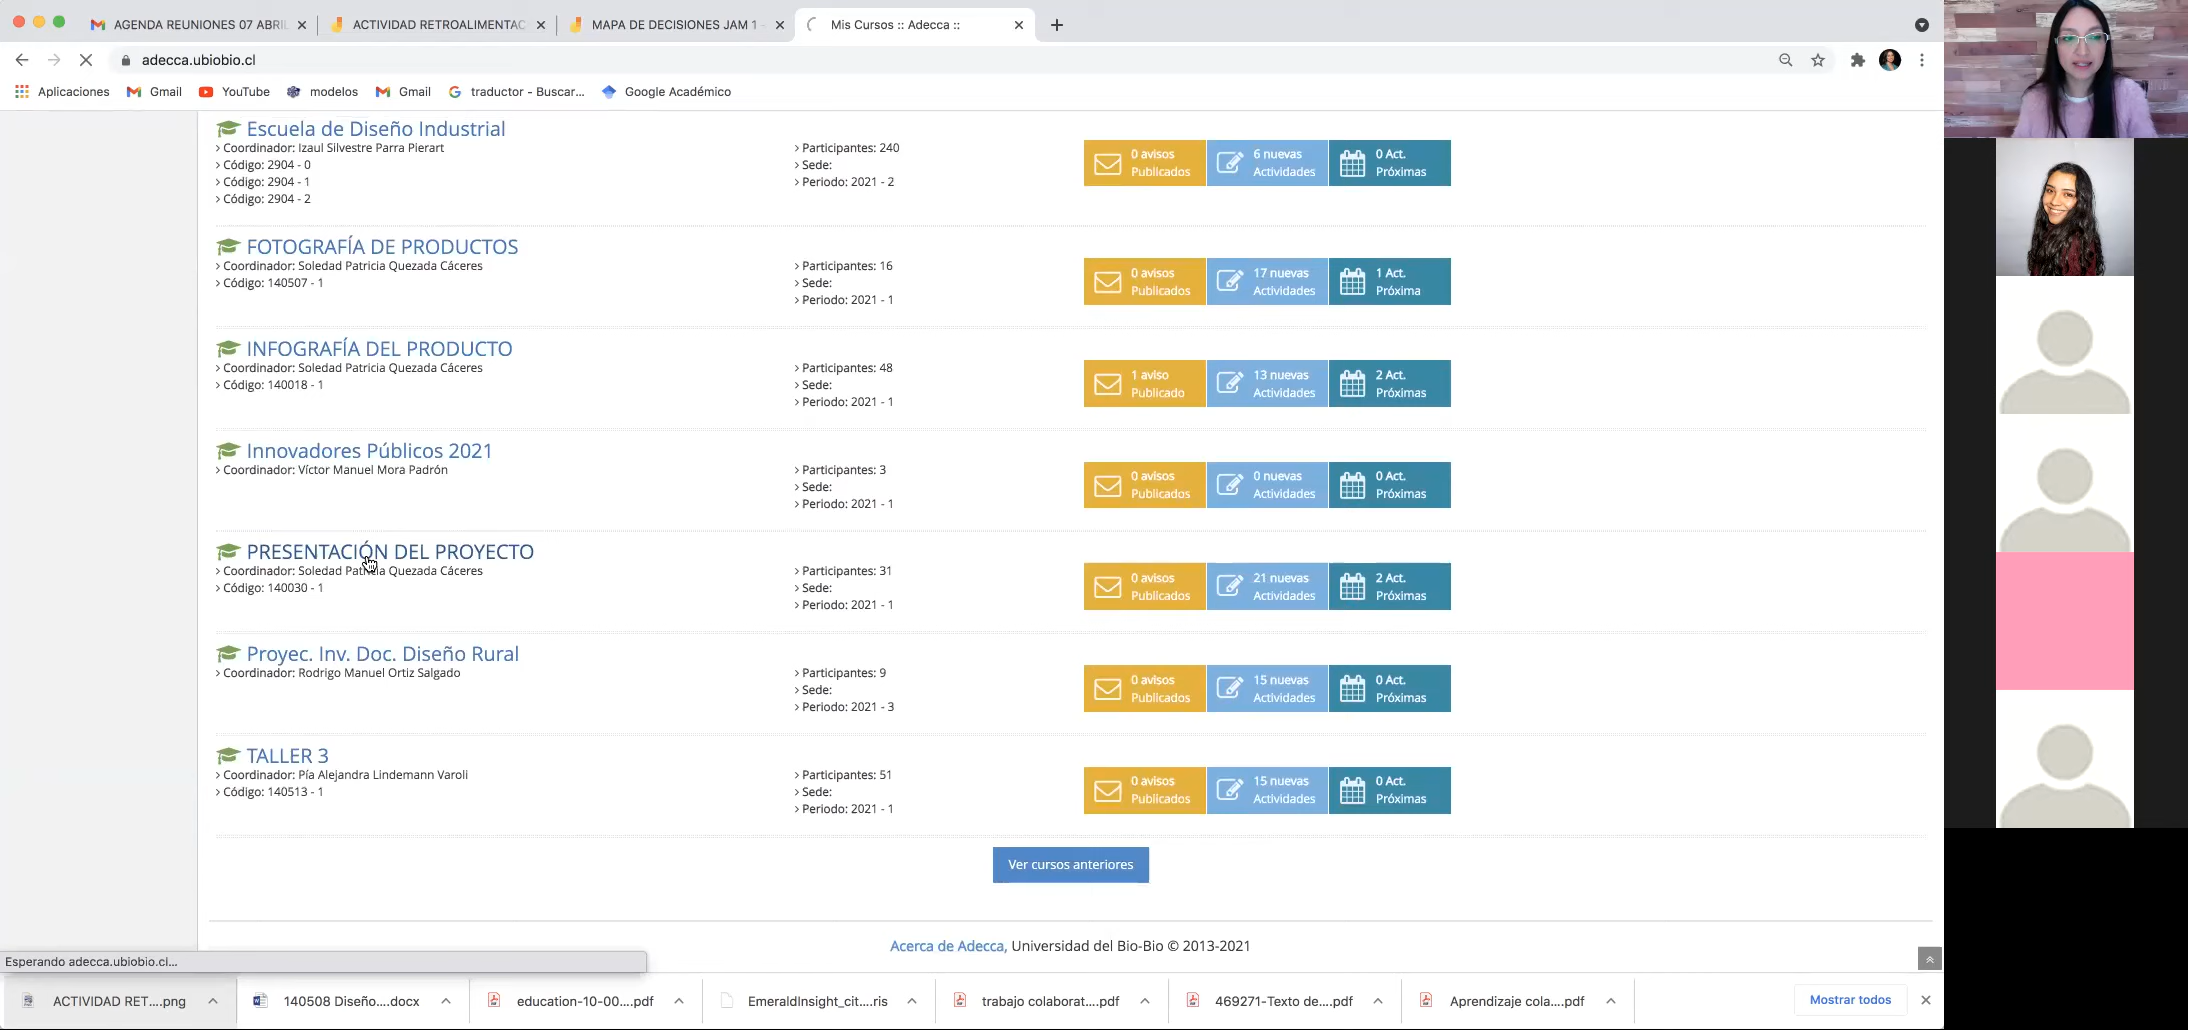 AGENDA REUNIONES 07 ABRIL
ACTIVIDAD RETROALIMENTAC
MAPA DE DECISIONES JAM 1 -
Mis Cursos :: Adecca ::
adecca.ubiobio.cl
Aplicaciones
Gmail
YouTube
modelos
Gmail
traductor - Buscar...
Google Académico
Escuela de Diseño Industrial
Coordinador: Izaul Silvestre Parra Pierart
Código: 2904 - 0
Código: 2904 - 1
Código: 2904 - 2
Participantes: 240
Sede:
Periodo: 2021 - 2
0 avisos
Publicados
6 nuevas
Actividades
0 Act.
Próximas
FOTOGRAFÍA DE PRODUCTOS
Coordinador: Soledad Patricia Quezada Cáceres
Código: 140507 - 1
Participantes: 16
Sede:
Periodo: 2021 - 1
0 avisos
Publicados
17 nuevas
Actividades
1 Act.
Próxima
INFOGRAFÍA DEL PRODUCTO
Coordinador: Soledad Patricia Quezada Cáceres
Código: 140018 - 1
Participantes: 48
Sede:
Periodo: 2021 - 1
1 aviso
Publicado
13 nuevas
Actividades
2 Act.
Próximas
Innovadores Públicos 2021
Coordinador: Víctor Manuel Mora Padrón
Participantes: 3
Sede:
Periodo: 2021 - 1
0 avisos
Publicados
0 nuevas
Actividades
0 Act.
Próximas
PRESENTACIÓN DEL PROYECTO
Coordinador: Soledad Patricia Quezada Cáceres
Código: 140030 - 1
Participantes: 31
Sede:
Periodo: 2021 - 1
0 avisos
Publicados
21 nuevas
Actividades
2 Act.
Próximas
Proyec. Inv. Doc. Diseño Rural
Coordinador: Rodrigo Manuel Ortiz Salgado
Participantes: 9
Sede:
Periodo: 2021 - 3
0 avisos
Publicados
15 nuevas
Actividades
0 Act.
Próximas
TALLER 3
Coordinador: Pía Alejandra Lindemann Varoli
Código: 140513 - 1
Participantes: 51
Sede:
Periodo: 2021 - 1
0 avisos
Publicados
15 nuevas
Actividades
0 Act.
Próximas
Ver cursos anteriores
Acerca de Adecca, Universidad del Bio-Bio © 2013-2021
Esperando adecca.ubiobio.cl...
ACTIVIDAD RET....png
140508 Diseño....docx
education-10-00....pdf
EmeraldInsight_cit....ris
trabajo colaborat....pdf
469271-Texto de....pdf
Aprendizaje cola....pdf
Mostrar todos